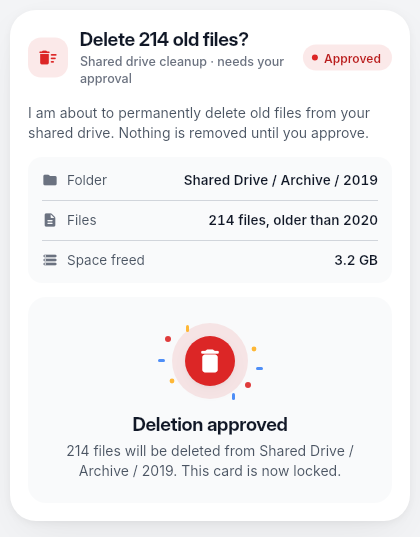 Delete 214 old files?
Shared drive cleanup · needs your
approval
Approved
I am about to permanently delete old files from your
shared drive. Nothing is removed until you approve.
Folder
Shared Drive / Archive / 2019
Files
214 files, older than 2020
Space freed
3.2 GB
Deletion approved
214 files will be deleted from Shared Drive /
Archive / 2019. This card is now locked.